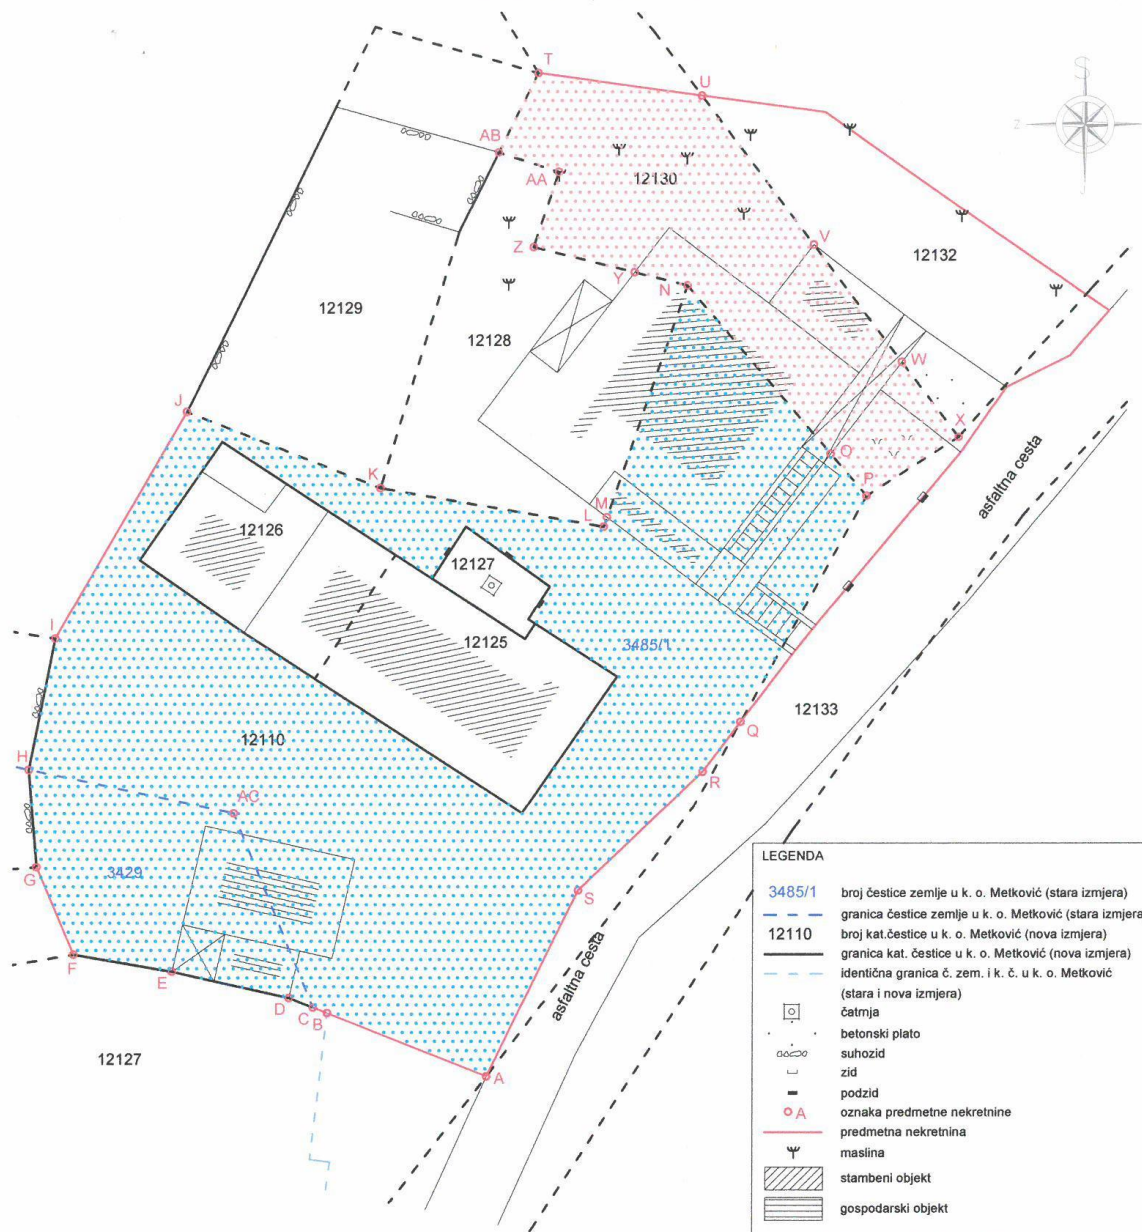 T
U
S
AB
AA
12130
Z
V
12132
Y
N
12129
12128
W
J
X
asfaltna cesta
O
K
P
M
L
12126
12127
I
12125
3485/1
12133
12110
Q
H
R
AC
LEGENDA
G
3429
3485/1 broj čestice zemlje u k. o. Metković (stara izmjera)
S
granica čestice zemlje u k. o. Metković (stara izmjera
12110 broj kat.čestice u k. o. Metković (nova izmjera)
F
granica kat. čestice u k. o. Metković (nova izmjera)
E
identična granica č. zem. i k. č. u k. o. Metković
(stara i nova izmjera)
asfaltna cesta
D
C
B
čatrnja
betonski plato
suhozid
12127
A
zid
podzid
A oznaka predmetne nekretnine
predmetna nekretnina
maslina
stambeni objekt
gospodarski objekt